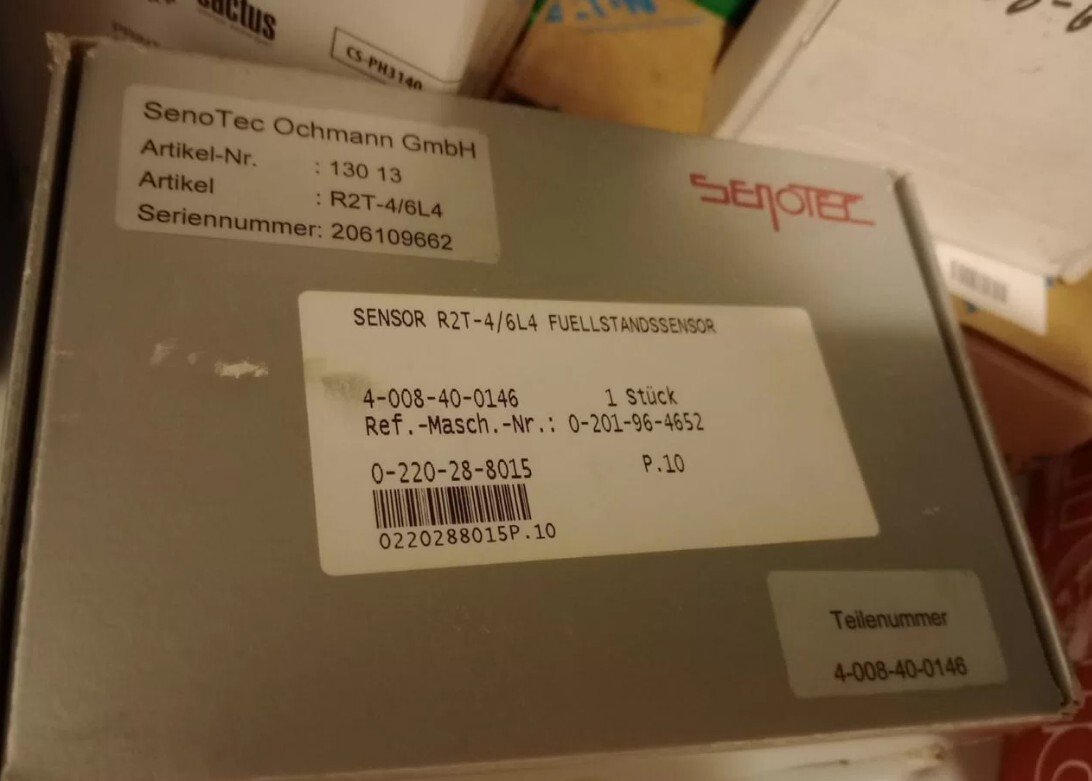 cactus
CS-PH3140
SenoTec Ochmann GmbH
Artikel-Nr. : 130 13
Artikel : R2T-4/6L4
Seriennummer: 206109662
SENOTEC
SENSOR R2T-4/6L4 FUELLSTANDSSENSOR
4-008-40-0146 1 Stück
Ref.-Masch.-Nr.: 0-201-96-4652
0-220-28-8015 P.10
0220288015P.10
Teilenummer
4-008-40-0146